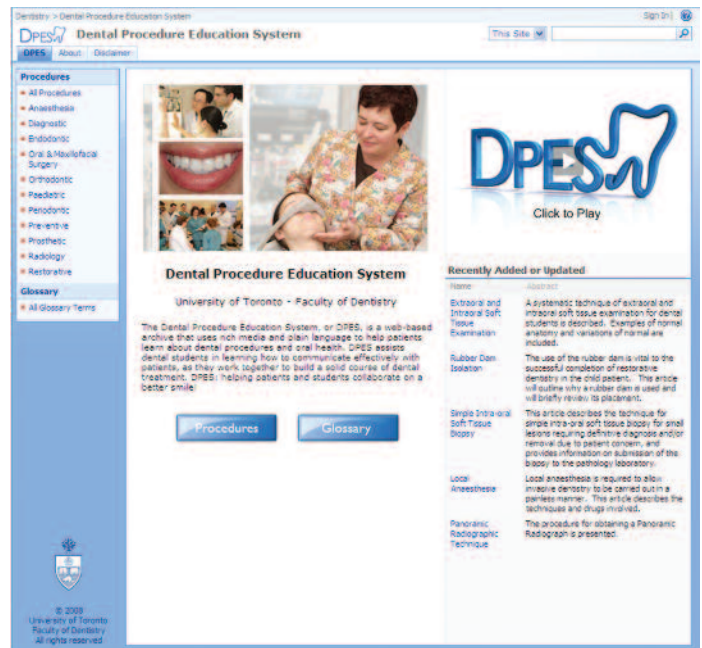 Dentistry > Dental Procedure Education System
Sign In |
DPES Dental Procedure Education System
This Site
DPES About Disclaimer
Procedures
All Procedures
Anaesthesia
Diagnostic
Endodontic
Oral & Maxillofacial
Surgery
Orthodontic
Paediatric
Periodontic
Preventive
Prosthetic
Radiology
Restorative
Glossary
All Glossary Terms
© 2008
University of Toronto
Faculty of Dentistry
All rights reserved
Dental Procedure Education System
University of Toronto - Faculty of Dentistry
The Dental Procedure Education System, or DPES, is a web-based
archive that uses rich media and plain language to help patients
learn about dental procedures and oral health. DPES assists
dental students in learning how to communicate effectively with
patients, as they work together to build a solid course of dental
treatment. DPES: helping patients and students collaborate on a
better smile!
Procedures
Glossary
DPES
Click to Play
Recently Added or Updated
Name Abstract
Extraoral and
Intraoral Soft
Tissue
Examination
A systematic technique of extraoral and
intraoral soft tissue examination for dental
students is described. Examples of normal
anatomy and variations of normal are
included.
Rubber Dam
Isolation
The use of the rubber dam is vital to the
successful completion of restorative
dentistry in the child patient. This article
will outline why a rubber dam is used and
will briefly review its placement.
Simple Intra-oral
Soft Tissue
Biopsy
This article describes the technique for
simple intra-oral soft tissue biopsy for small
lesions requiring definitive diagnosis and/or
removal due to patient concern, and
provides information on submission of the
biopsy to the pathology laboratory.
Local
Anaesthesia
Local anaesthesia is required to allow
invasive dentistry to be carried out in a
painless manner. This article describes the
techniques and drugs involved.
Panoramic
Radiographic
Technique
The procedure for obtaining a Panoramic
Radiograph is presented.